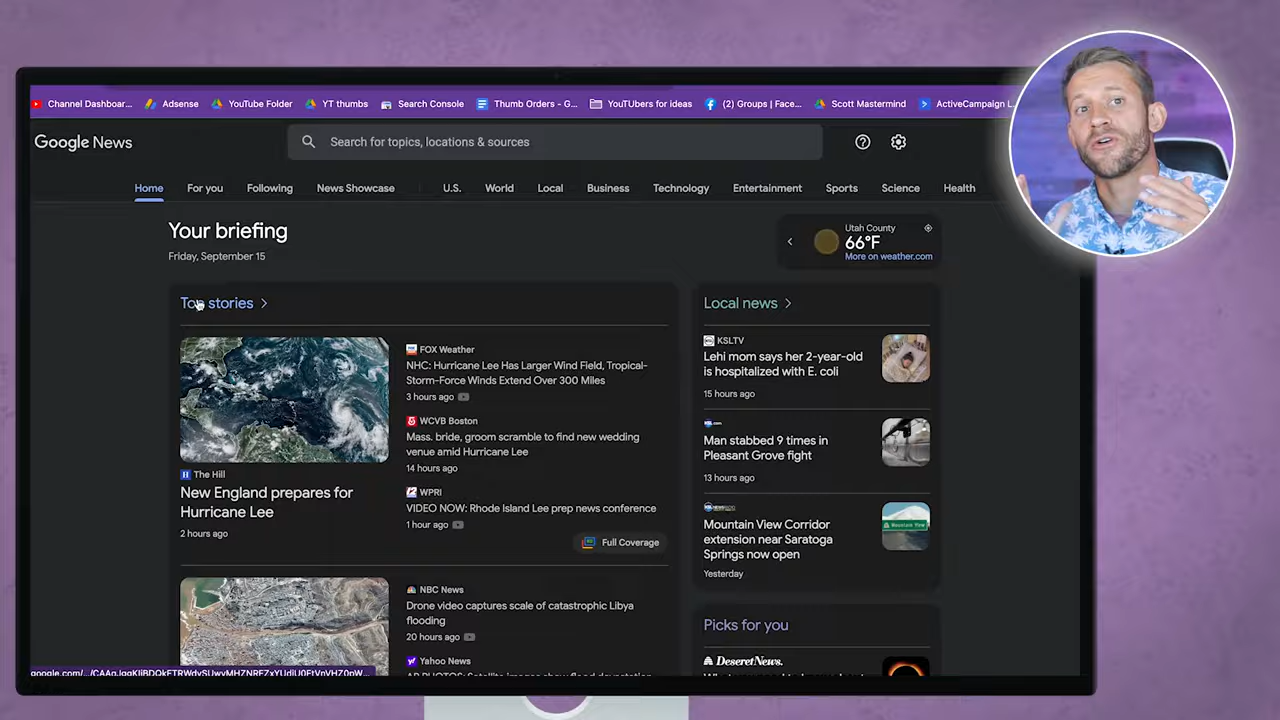 Channel Dashboar...
Adsense
YouTube Folder
YT thumbs
Search Console
Thumb Orders - G...
YouTUbers for ideas
(2) Groups | Face...
Scott Mastermind
ActiveCampaign L
Google News
Search for topics, locations & sources
Home
For you
Following
News Showcase
U.S.
World
Local
Business
Technology
Entertainment
Sports
Science
Health
Your briefing
Friday, September 15
Utah County
66°F
More on weather.com
Top stories
The Hill
New England prepares for
Hurricane Lee
2 hours ago
FOX Weather
NHC: Hurricane Lee Has Larger Wind Field, Tropical-
Storm-Force Winds Extend Over 300 Miles
3 hours ago
WCVB Boston
Mass. bride, groom scramble to find new wedding
venue amid Hurricane Lee
14 hours ago
WPRI
VIDEO NOW: Rhode Island Lee prep news conference
1 hour ago
Full Coverage
NBC News
Drone video captures scale of catastrophic Libya
flooding
20 hours ago
Yahoo News
Local news
KSLTV
Lehi mom says her 2-year-old
is hospitalized with E. coli
15 hours ago
Man stabbed 9 times in
Pleasant Grove fight
13 hours ago
Mountain View Corridor
extension near Saratoga
Springs now open
Yesterday
Picks for you
Deseret News.